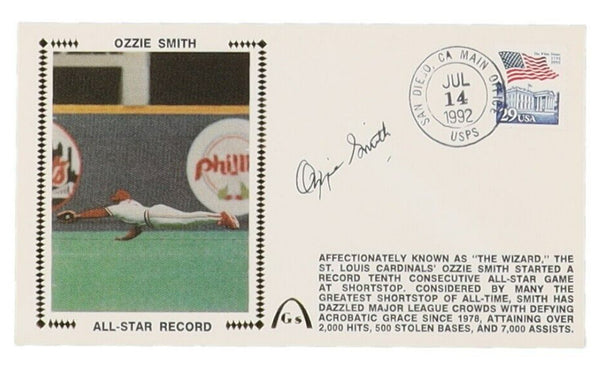 OZZIE SMITH
SAN DIEGO, CA MAIN OFFICE
JUL
14
1992
USPS
29USA
Phillie
Ozzie Smith
AFFECTIONATELY KNOWN AS "THE WIZARD," THE
ST. LOUIS CARDINALS' OZZIE SMITH STARTED A
RECORD TENTH CONSECUTIVE ALL-STAR GAME
AT SHORTSTOP. CONSIDERED BY MANY THE
GREATEST SHORTSTOP OF ALL-TIME, SMITH HAS
DAZZLED MAJOR LEAGUE CROWDS WITH DEFYING
ACROBATIC GRACE SINCE 1978, ATTAINING OVER
2,000 HITS, 500 STOLEN BASES, AND 7,000 ASSISTS.
Gs
ALL-STAR RECORD